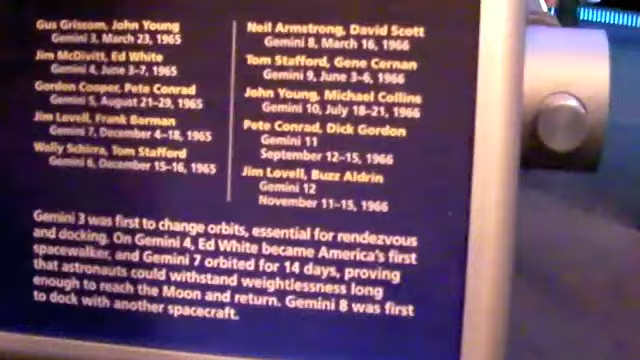 Gus Grissom, John Young
Gemini 3, March 23, 1965
Jim McDivitt, Ed White
Gemini 4, June 3–7, 1965
Gordon Cooper, Pete Conrad
Gemini 5, August 21–29, 1965
Jim Lovell, Frank Borman
Gemini 7, December 4–18, 1965
Wally Schirra, Tom Stafford
Gemini 6, December 15–16, 1965
Neil Armstrong, David Scott
Gemini 8, March 16, 1966
Tom Stafford, Gene Cernan
Gemini 9, June 3–6, 1966
John Young, Michael Collins
Gemini 10, July 18–21, 1966
Pete Conrad, Dick Gordon
Gemini 11
September 12–15, 1966
Jim Lovell, Buzz Aldrin
Gemini 12
November 11–15, 1966
Gemini 3 was first to change orbits, essential for rendezvous
and docking. On Gemini 4, Ed White became America's first
spacewalker, and Gemini 7 orbited for 14 days, proving
that astronauts could withstand weightlessness long
enough to reach the Moon and return. Gemini 8 was first
to dock with another spacecraft.